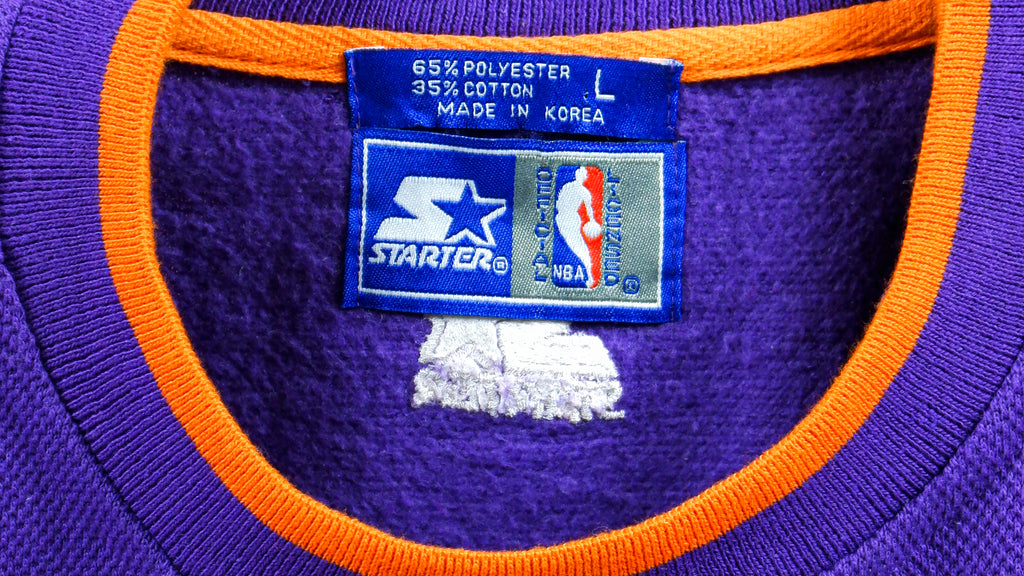 65% POLYESTER
35% COTTON
L
MADE IN KOREA
STARTER®
OFFICIAL
NBA
LICENSED
®